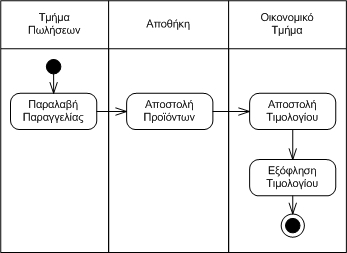 Τμήμα
Πωλήσεων
Αποθήκη
Οικονομικό
Τμήμα
Παραλαβή
Παραγγελίας
Αποστολή
Προϊόντων
Αποστολή
Τιμολογίου
Εξόφληση
Τιμολογίου